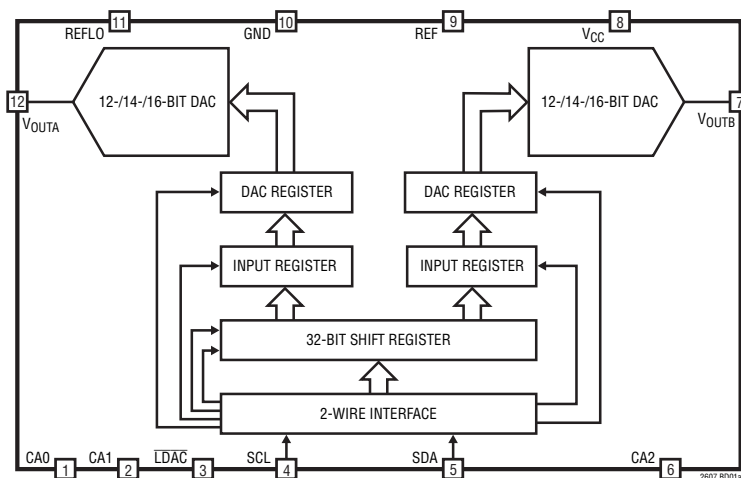 11 10 9 8
REFLO GND REF VCC
12 12-/14-/16-BIT DAC 12-/14-/16-BIT DAC 7
VOUTA VOUTB
DAC REGISTER DAC REGISTER
INPUT REGISTER INPUT REGISTER
32-BIT SHIFT REGISTER
2-WIRE INTERFACE
CA0 CA1 LDAC SCL SDA CA2
1 2 3 4 5 6
2607 BD01a